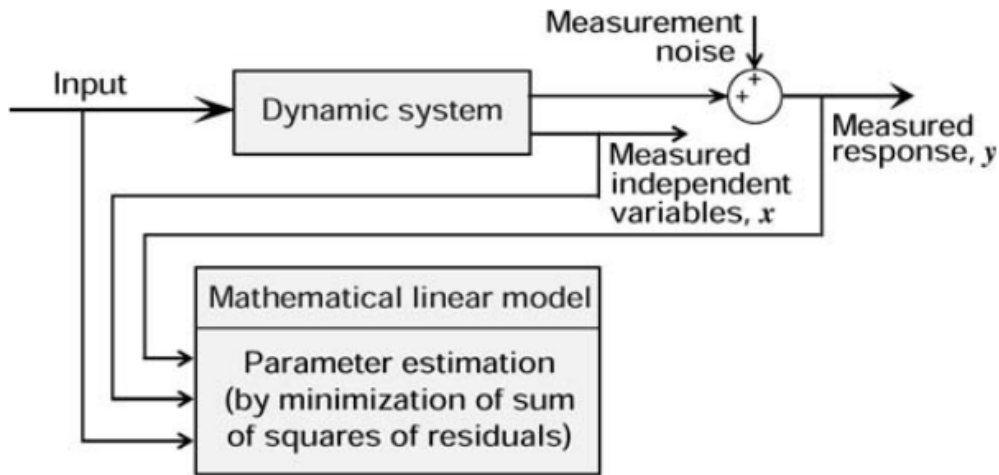 Measurement
noise
Input
Dynamic system
+
+
Measured
response, y
Measured
independent
variables, x
Mathematical linear model
Parameter estimation
(by minimization of sum
of squares of residuals)